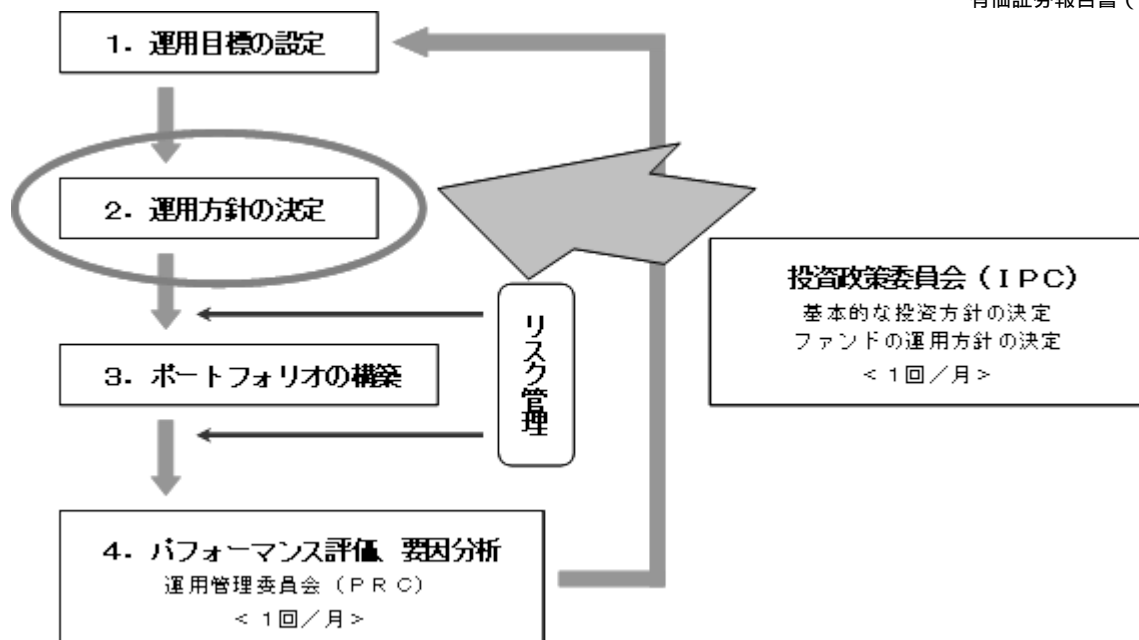 有価証券報告書（
１．運用目標の設定
２．運用方針の決定
投資政策委員会（ＩＰＣ）
基本的な投資方針の決定
ファンドの運用方針の決定
＜１回／月＞
リスク管理
３．ポートフォリオの構築
４．パフォーマンス評価、要因分析
運用管理委員会（ＰＲＣ）
＜１回／月＞